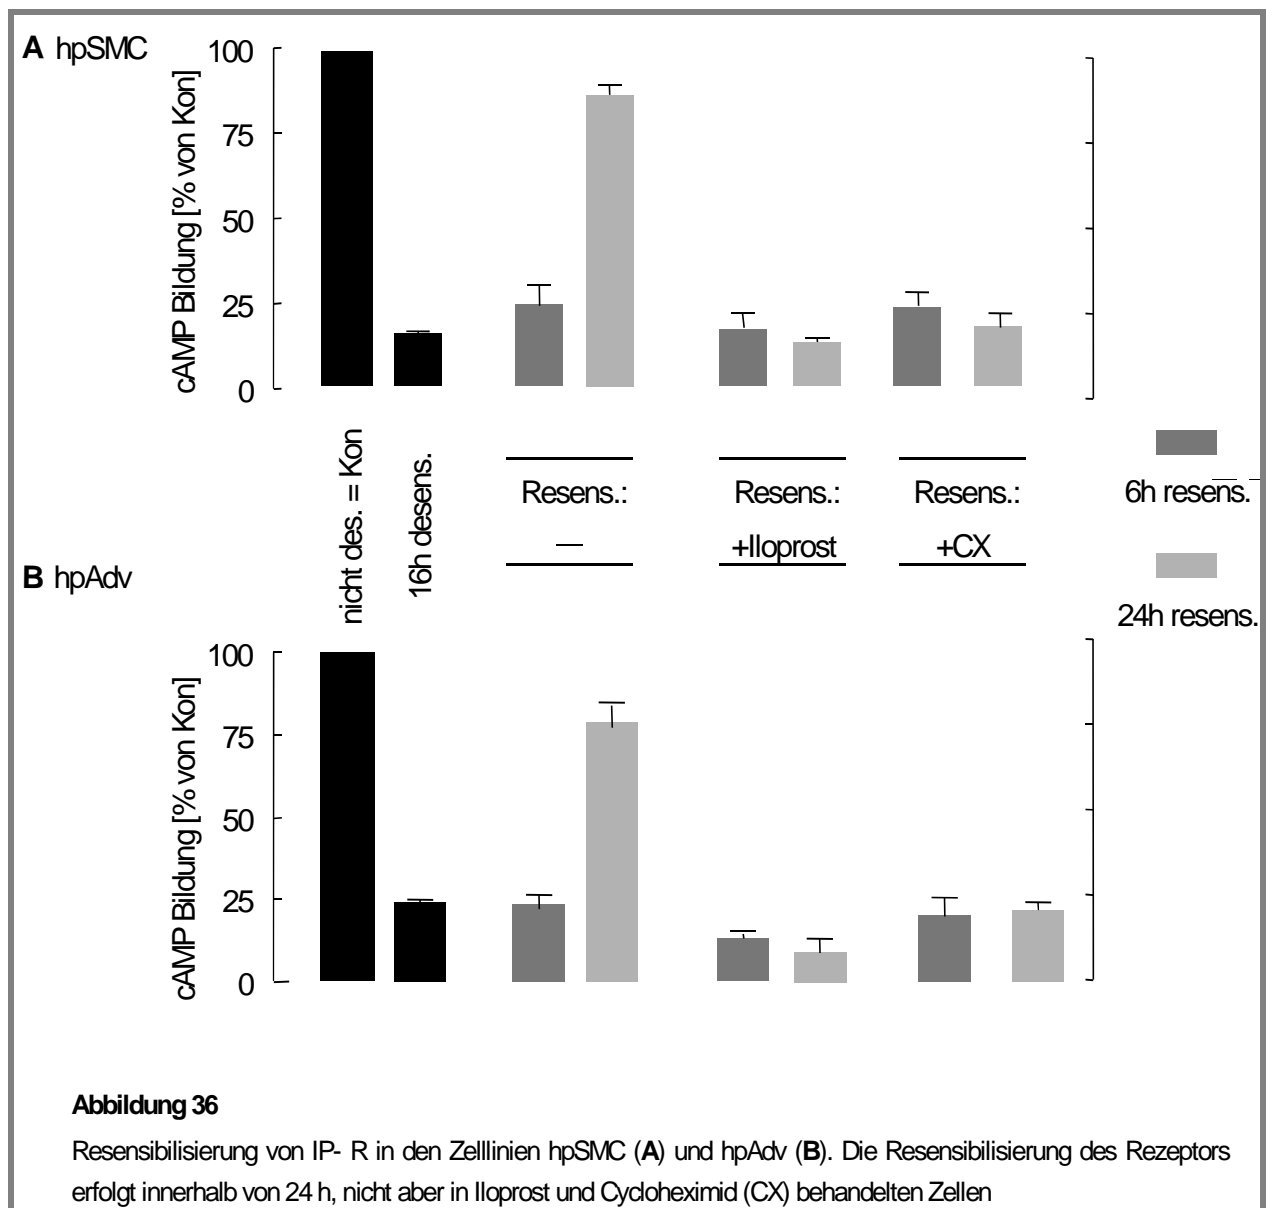 A hpSMC
cAMP Bildung [% von Kon]
100
75
50
25
0
nicht des. = Kon
16h desens.
Resens.: Resens.: Resens.:
— +Iloprost +CX
6h resens.
24h resens.
B hpAdv
cAMP Bildung [% von Kon]
100
75
50
25
0
Abbildung 36
Resensibilisierung von IP- R in den Zelllinien hpSMC (A) und hpAdv (B). Die Resensibilisierung des Rezeptors
erfolgt innerhalb von 24 h, nicht aber in Iloprost und Cycloheximid (CX) behandelten Zellen